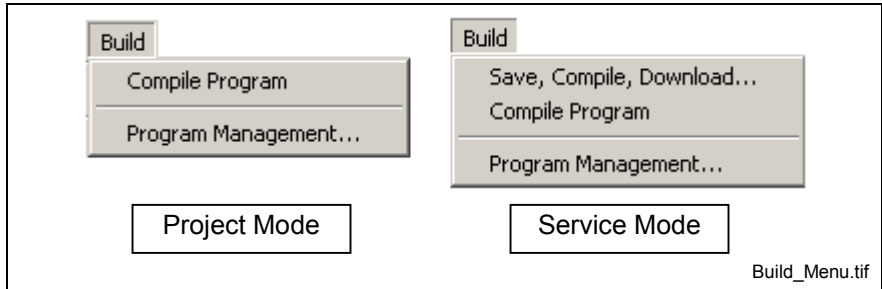 Build
Compile Program
Program Management...
Project Mode
Build
Save, Compile, Download...
Compile Program
Program Management...
Service Mode
Build_Menu.tif